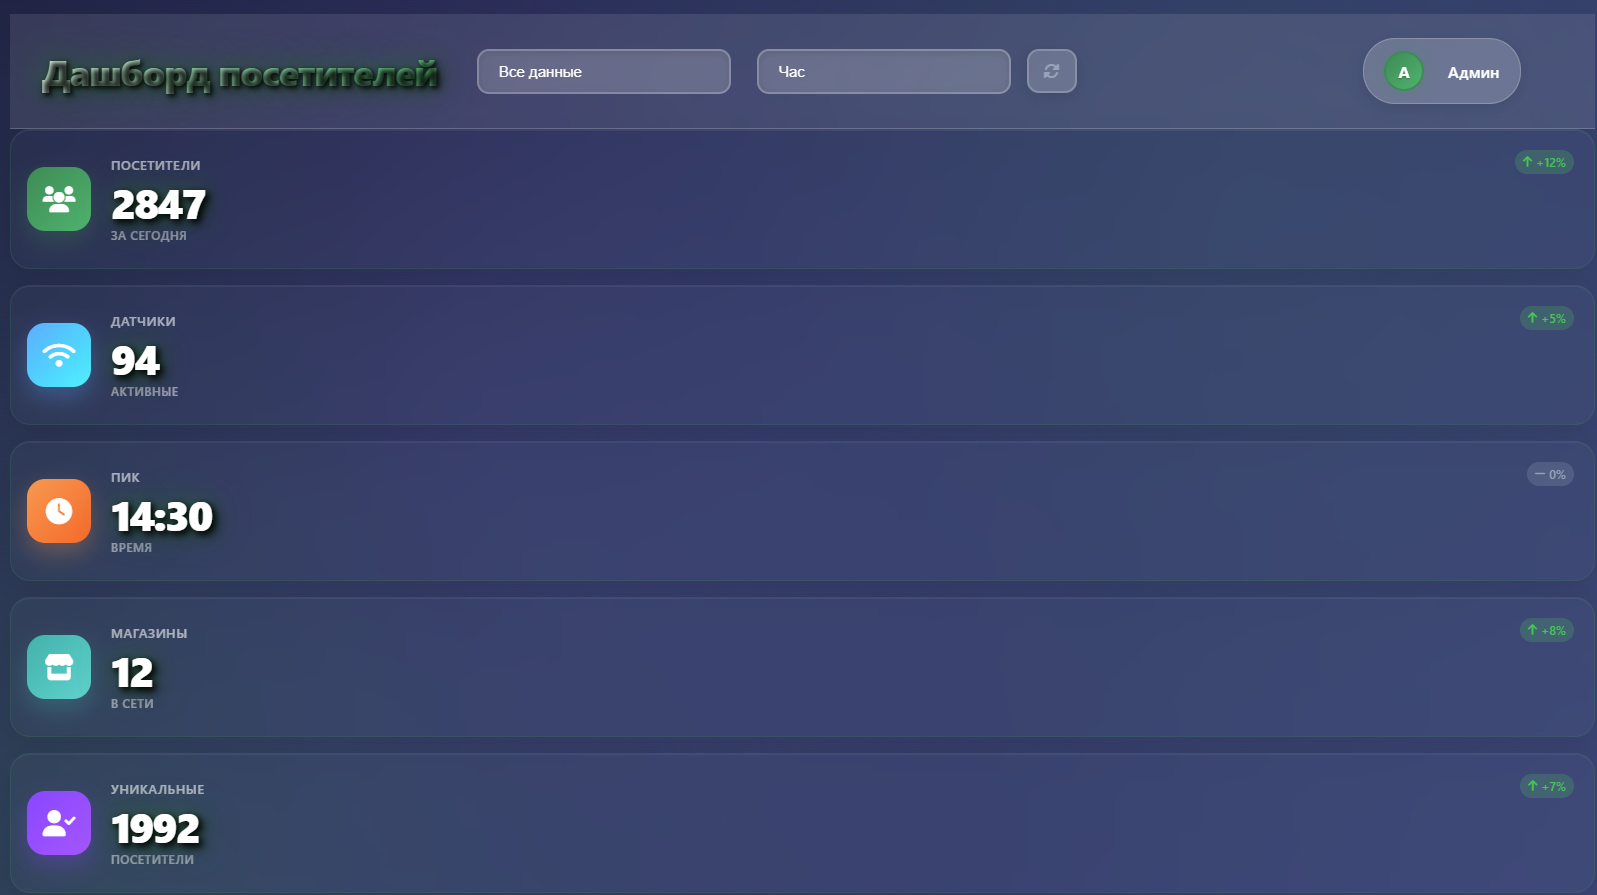 Дашборд посетителей
Все данные
Час
А
Админ
ПОСЕТИТЕЛИ
+12%
2847
ЗА СЕГОДНЯ
ДАТЧИКИ
+5%
94
АКТИВНЫЕ
ПИК
0%
14:30
ВРЕМЯ
МАГАЗИНЫ
+8%
12
В СЕТИ
УНИКАЛЬНЫЕ
+7%
1992
ПОСЕТИТЕЛИ